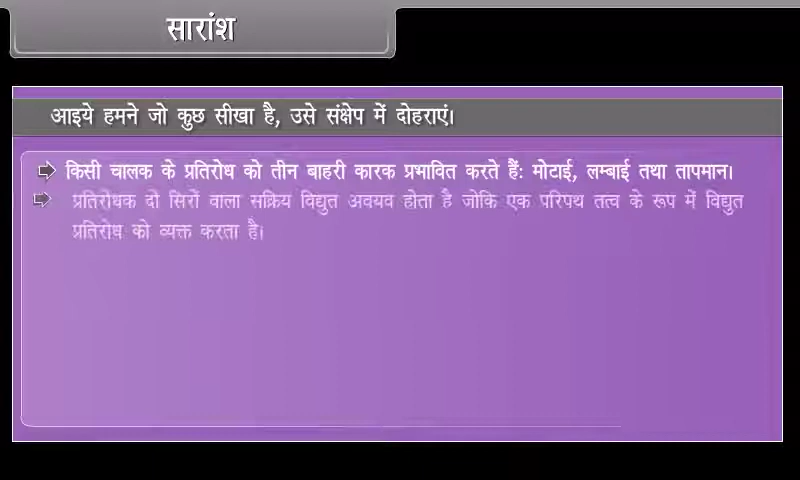 सारांश
आइये हमने जो कुछ सीखा है, उसे संक्षेप में दोहराएं।
किसी चालक के प्रतिरोध को तीन बाहरी कारक प्रभावित करते हैं: मोटाई, लम्बाई तथा तापमान।
प्रतिरोधक दो सिरों वाला सक्रिय विद्युत अवयव होता है जोकि एक परिपथ तत्व के रूप में विद्युत
प्रतिरोध को व्यक्त करता है।